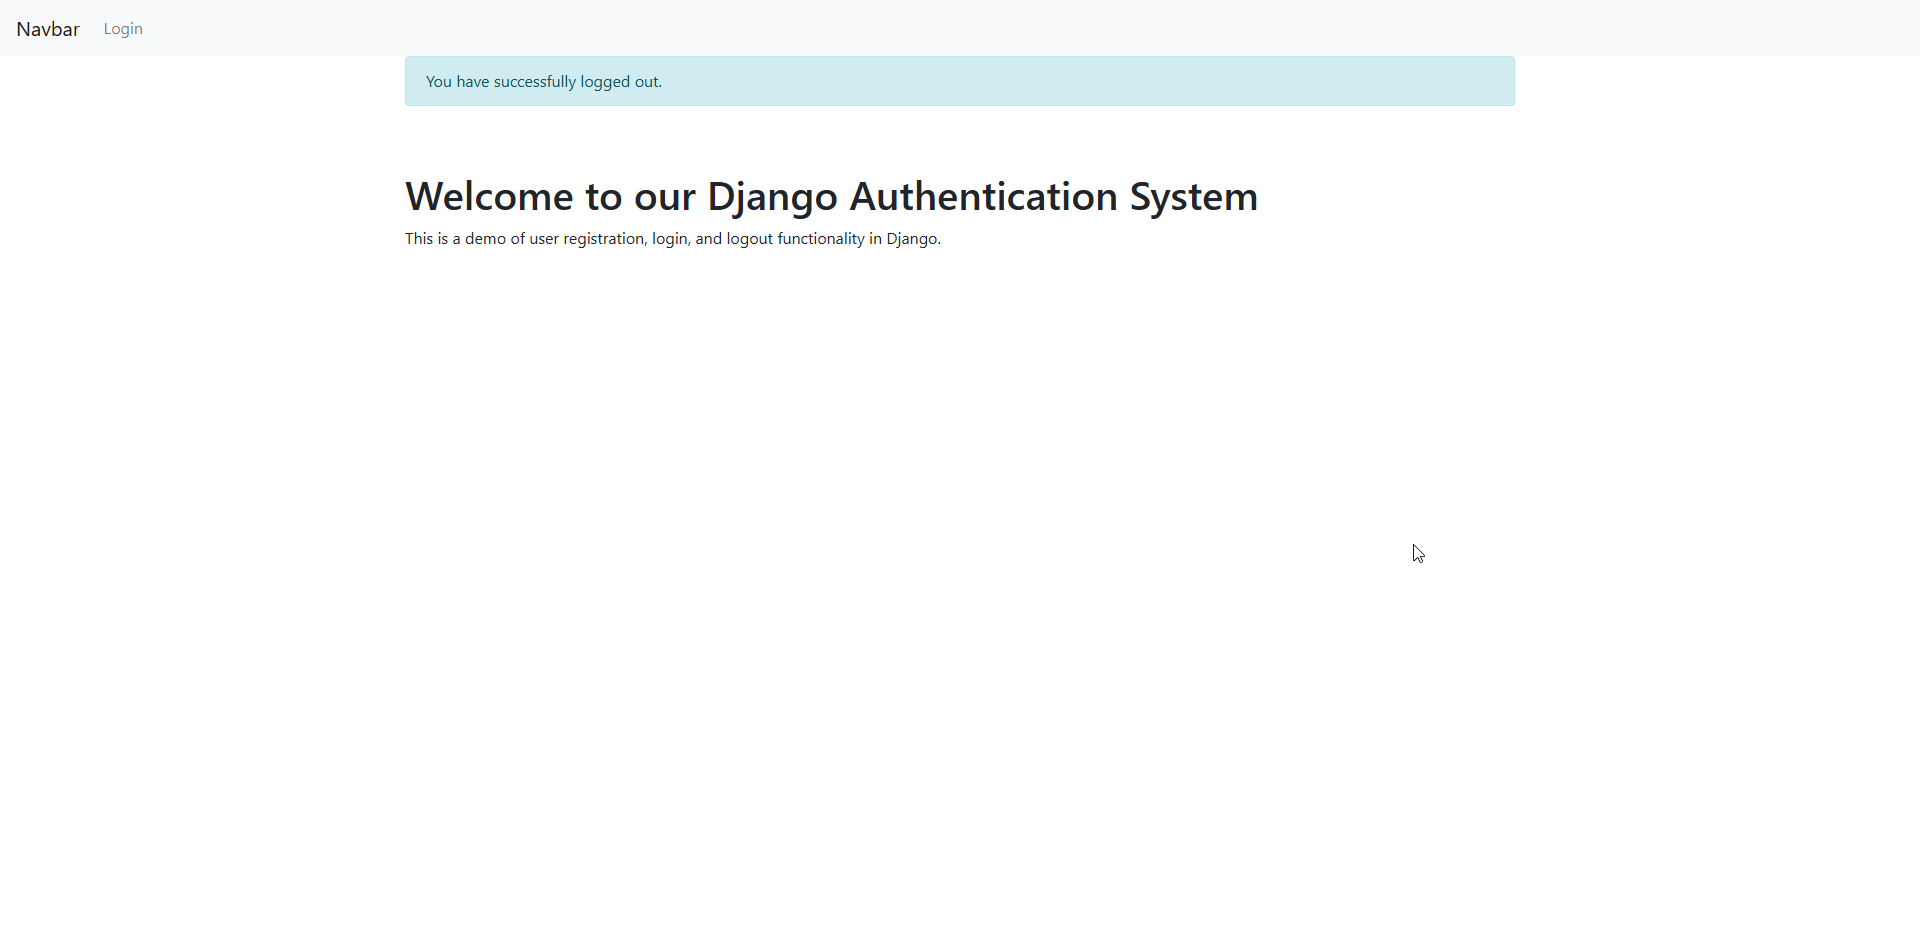 Navbar Login
You have successfully logged out.
Welcome to our Django Authentication System
This is a demo of user registration, login, and logout functionality in Django.